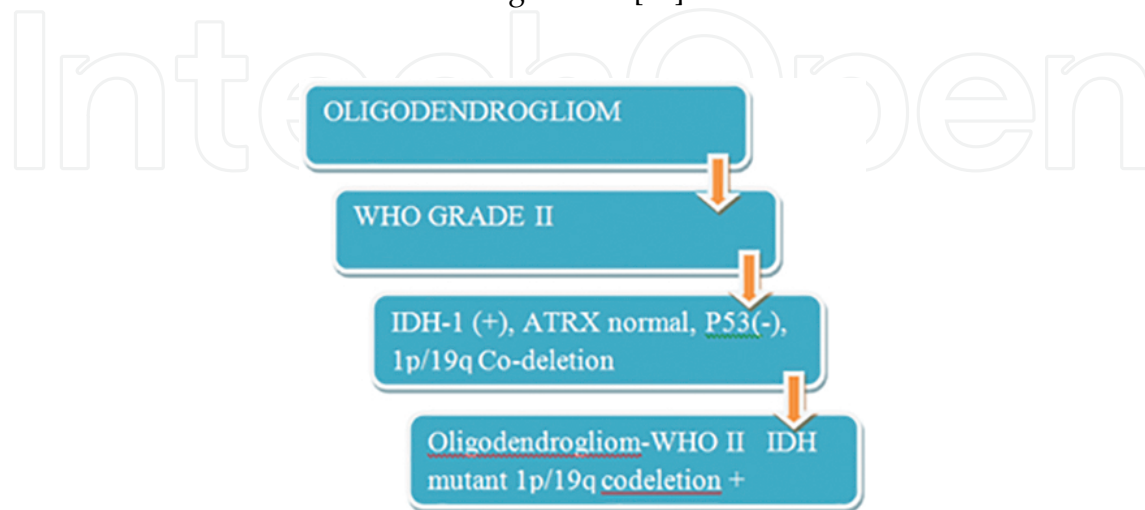 IntechOpen
OLIGODENDROGLIOM
WHO GRADE II
IDH-1 (+), ATRX normal, P53(-),
1p/19q Co-deletion
Oligodendrogliom-WHO II IDH
mutant 1p/19q codeletion +